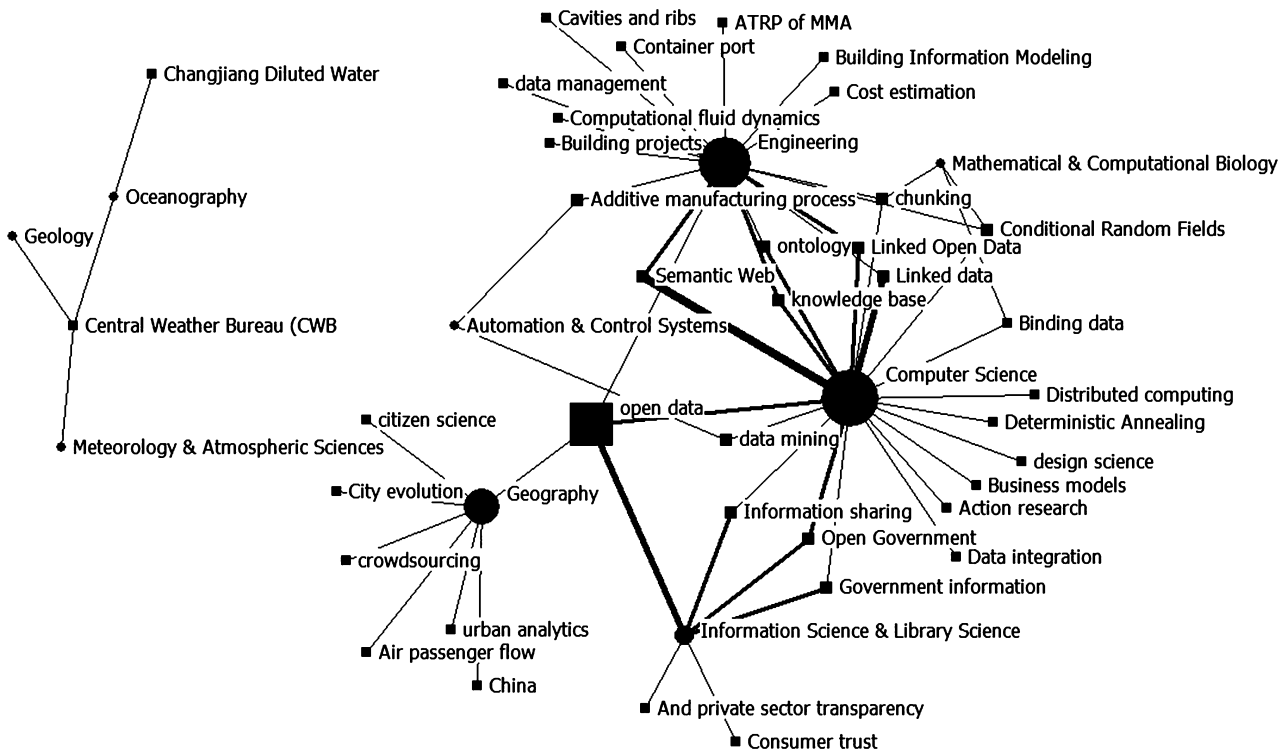 Cavities and ribs
ATRP of MMA
Container port
Building Information Modeling
Changjiang Diluted Water
data management
Cost estimation
Computational fluid dynamics
Building projects
Engineering
Mathematical & Computational Biology
Oceanography
Additive manufacturing process
chunking
Conditional Random Fields
Geology
ontology
Linked Open Data
Semantic Web
Linked data
knowledge base
Central Weather Bureau (CWB
Automation & Control Systems
Binding data
Computer Science
Distributed computing
open data
citizen science
Deterministic Annealing
data mining
Meteorology & Atmospheric Sciences
design science
Business models
City evolution
Geography
Action research
Information sharing
Open Government
Data integration
crowdsourcing
Government information
urban analytics
Information Science & Library Science
Air passenger flow
China
And private sector transparency
Consumer trust